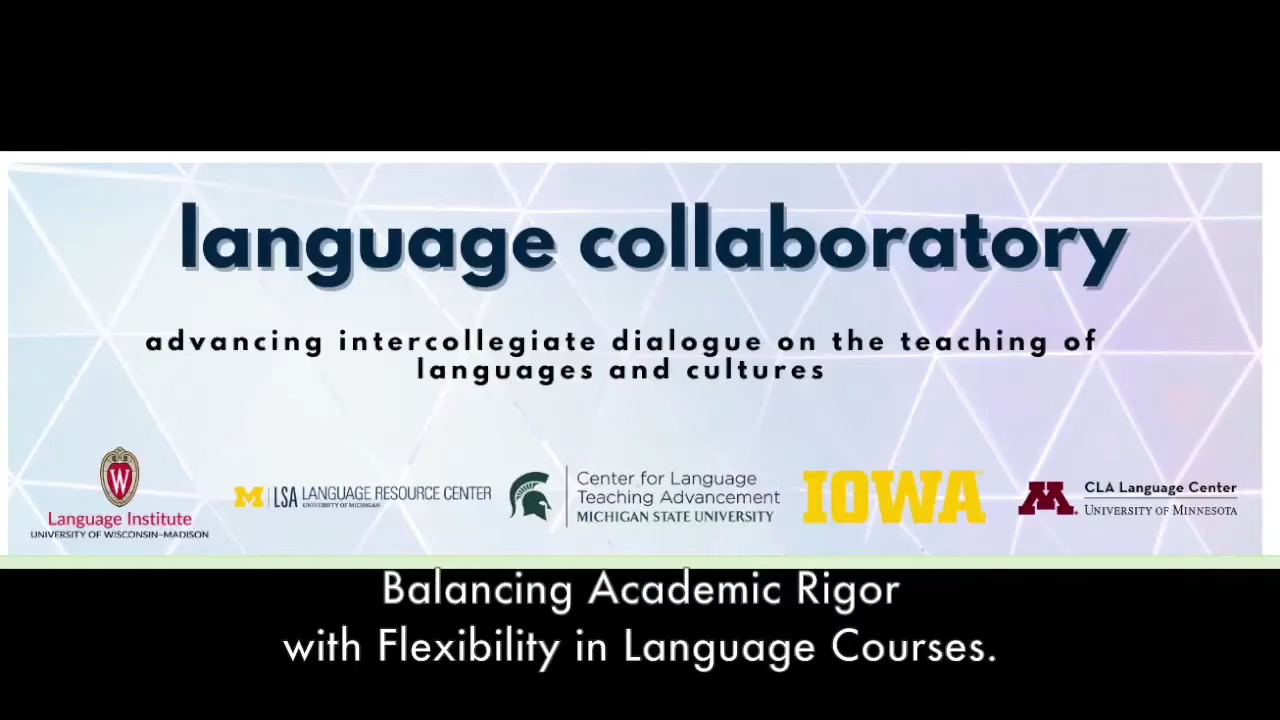 language collaboratory
advancing intercollegiate dialogue on the teaching of
languages and cultures
W
Language Institute
UNIVERSITY OF WISCONSIN–MADISON
M LSA LANGUAGE RESOURCE CENTER
UNIVERSITY OF MICHIGAN
Center for Language
Teaching Advancement
MICHIGAN STATE UNIVERSITY
IOWA
M CLA Language Center
UNIVERSITY OF MINNESOTA
Balancing Academic Rigor
with Flexibility in Language Courses.